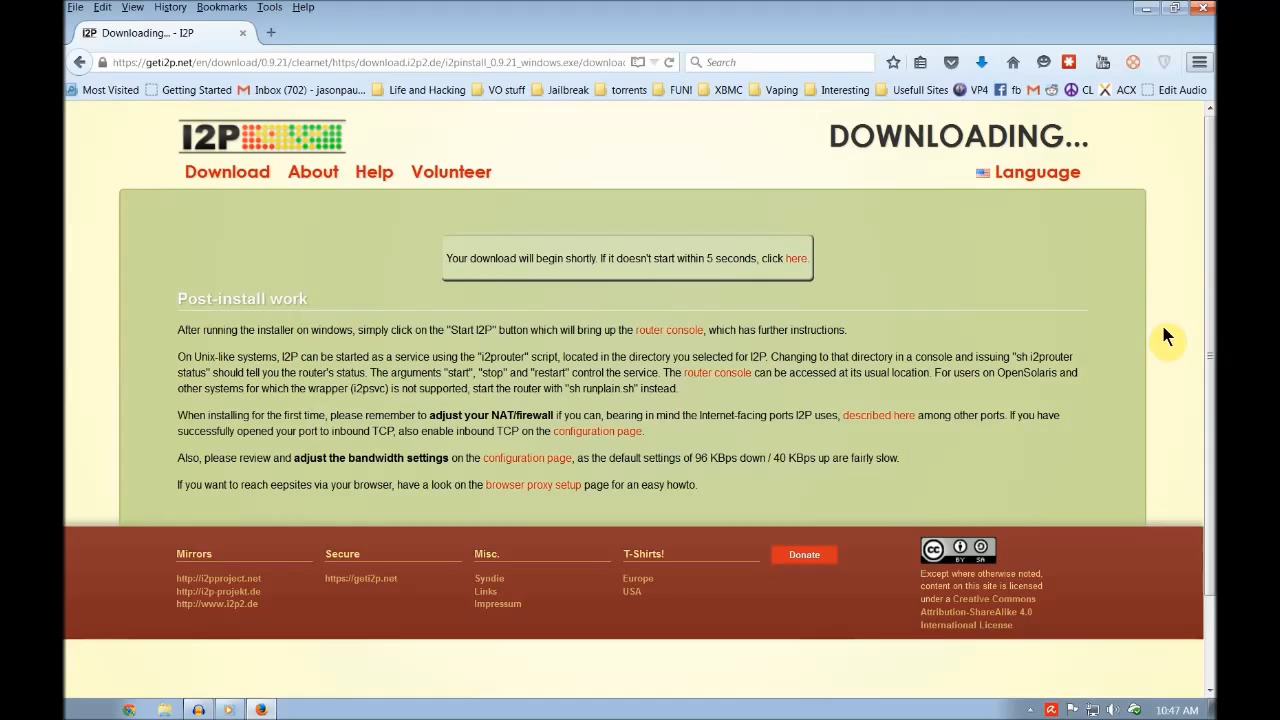 File Edit View History Bookmarks Tools Help
I2P Downloading... - I2P
https://geti2p.net/en/download/0.9.21/clearnet/https/download.i2p2.de/i2pinstall_0.9.21_windows.exe/downloac
Search
Most Visited Getting Started Inbox (702) - jasonpau... Life and Hacking VO stuff Jailbreak torrents FUN! XBMC Vaping Interesting Usefull Sites VP4 fb CL ACX Edit Audio
I2P
DOWNLOADING...
Download About Help Volunteer
Language
Your download will begin shortly. If it doesn't start within 5 seconds, click here.
Post-install work
After running the installer on windows, simply click on the "Start I2P" button which will bring up the router console, which has further instructions.
On Unix-like systems, I2P can be started as a service using the "i2prouter" script, located in the directory you selected for I2P. Changing to that directory in a console and issuing "sh i2prouter
status" should tell you the router's status. The arguments "start", "stop" and "restart" control the service. The router console can be accessed at its usual location. For users on OpenSolaris and
other systems for which the wrapper (i2psvc) is not supported, start the router with "sh runplain.sh" instead.
When installing for the first time, please remember to adjust your NAT/firewall if you can, bearing in mind the Internet-facing ports I2P uses, described here among other ports. If you have
successfully opened your port to inbound TCP, also enable inbound TCP on the configuration page.
Also, please review and adjust the bandwidth settings on the configuration page, as the default settings of 96 KBps down / 40 KBps up are fairly slow.
If you want to reach eepsites via your browser, have a look on the browser proxy setup page for an easy howto.
Mirrors
http://i2pproject.net
http://i2p-projekt.de
http://www.i2p2.de
Secure
https://geti2p.net
Misc.
Syndie
Links
Impressum
T-Shirts!
Europe
USA
Donate
CC BY SA
Except where otherwise noted,
content on this site is licensed
under a Creative Commons
Attribution-ShareAlike 4.0
International License.
10:47 AM